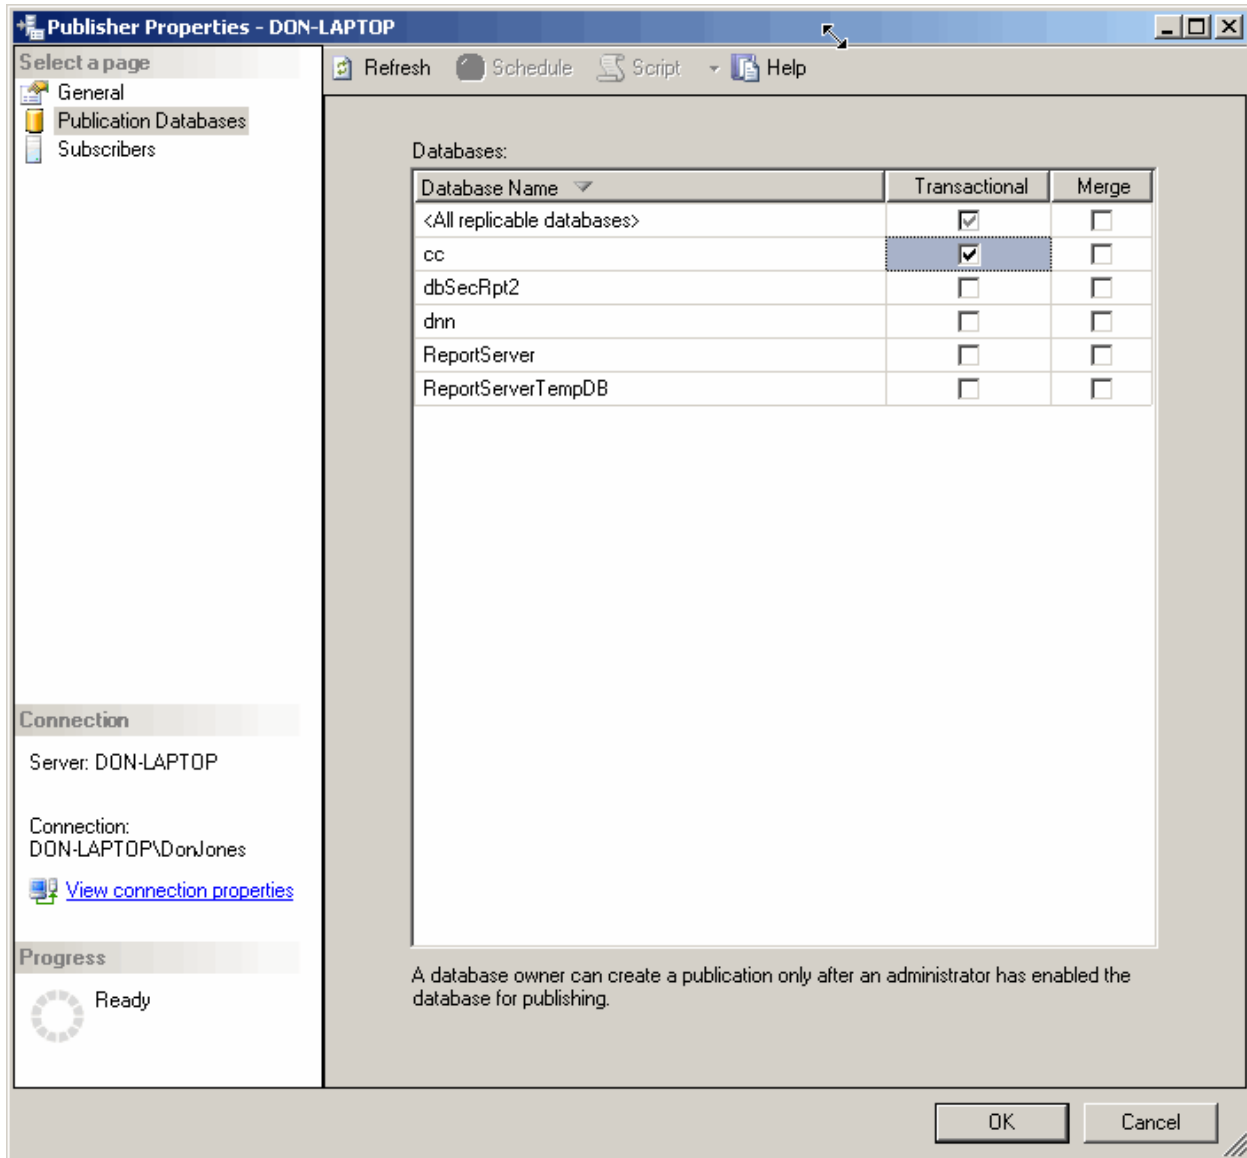 Publisher Properties - DON-LAPTOP
Select a page
General
Publication Databases
Subscribers
Refresh Schedule Script Help
Databases:
Database Name Transactional Merge
<All replicable databases>
cc
dbSecRpt2
dnn
ReportServer
ReportServerTempDB
Connection
Server: DON-LAPTOP
Connection:
DON-LAPTOP\DonJones
View connection properties
Progress
Ready
A database owner can create a publication only after an administrator has enabled the
database for publishing.
OK Cancel